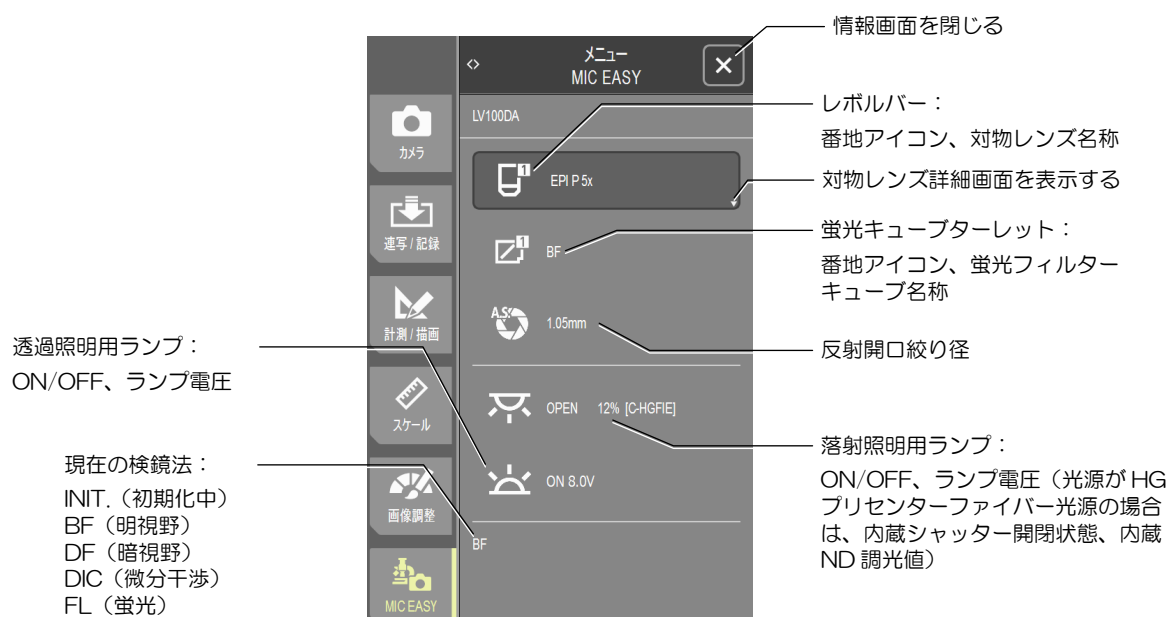 情報画面を閉じる
メニュー
MIC EASY
LV100DA
レボルバー：
番地アイコン、対物レンズ名称
カメラ
1
EPI P 5x
対物レンズ詳細画面を表示する
連写 / 記録
1
BF
蛍光キューブターレット：
番地アイコン、蛍光フィルター
キューブ名称
計測 / 描画
A.S.
1.05mm
反射開口絞り径
透過照明用ランプ：
ON/OFF、ランプ電圧
スケール
OPEN 12% [C-HGFIE]
落射照明用ランプ：
ON/OFF、ランプ電圧（光源が HG
プリセンターファイバー光源の場合
は、内蔵シャッター開閉状態、内蔵
ND 調光値）
画像調整
ON 8.0V
現在の検鏡法：
INIT.（初期化中）
BF（明視野）
DF（暗視野）
DIC（微分干渉）
FL（蛍光）
BF
MIC EASY